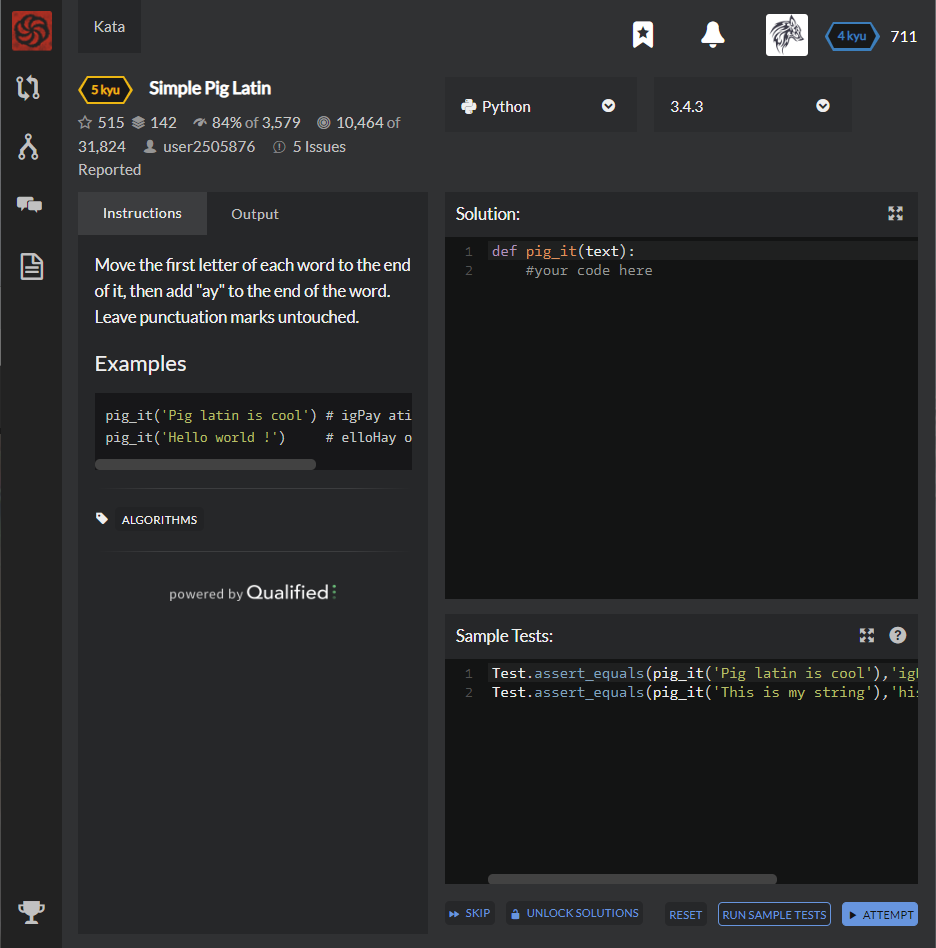 Kata
4 kyu 711
5 kyu Simple Pig Latin
515 142 84% of 3,579 10,464 of
31,824 user2505876 5 Issues
Reported
Python
3.4.3
Instructions Output
Move the first letter of each word to the end
of it, then add "ay" to the end of the word.
Leave punctuation marks untouched.
Examples
pig_it('Pig latin is cool') # igPay ati
pig_it('Hello world !')     # elloHay o
ALGORITHMS
powered by Qualified
Solution:
1 def pig_it(text):
2     #your code here
Sample Tests:
1 Test.assert_equals(pig_it('Pig latin is cool'),'ig
2 Test.assert_equals(pig_it('This is my string'),'his
SKIP UNLOCK SOLUTIONS RESET RUN SAMPLE TESTS ATTEMPT